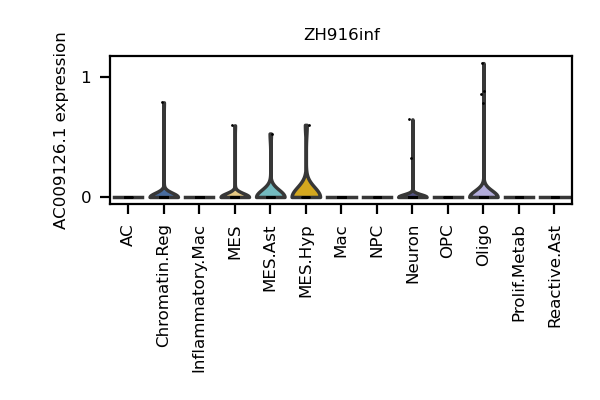 ZH916inf
AC009126.1 expression
1
0
AC
Chromatin.Reg
Inflammatory.Mac
MES
MES.Ast
MES.Hyp
Mac
NPC
Neuron
OPC
Oligo
Prolif.Metab
Reactive.Ast